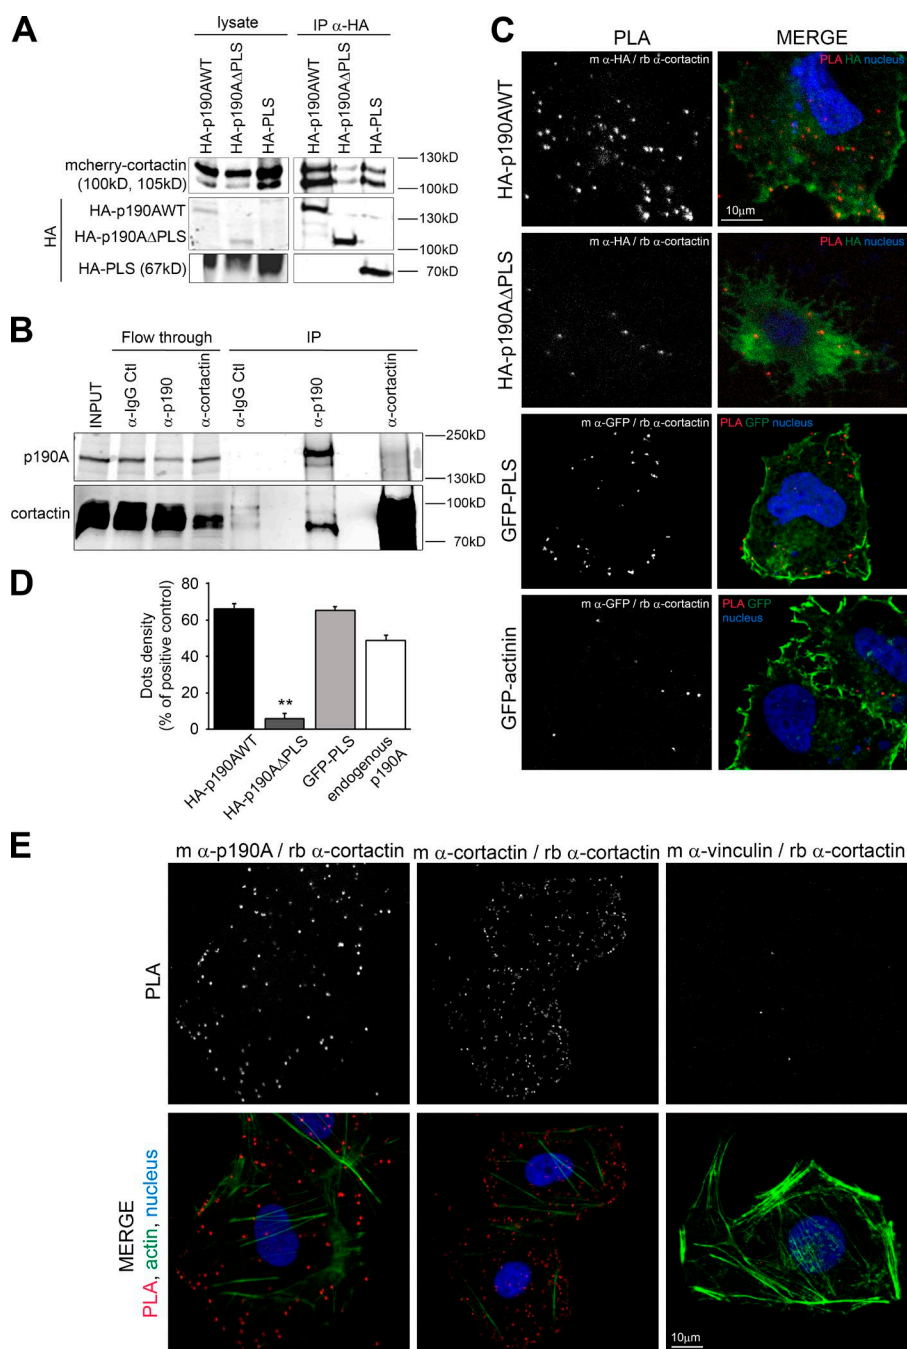 A
lysate
IP α-HA
HA-p190AWT
HA-p190AΔPLS
HA-PLS
HA-p190AWT
HA-p190AΔPLS
HA-PLS
mcherry-cortactin
(100kD, 105kD)
130kD
100kD
HA
HA-p190AWT
HA-p190AΔPLS
HA-PLS (67kD)
130kD
100kD
70kD
B
Flow through
IP
INPUT
α-IgG Ctl
α-p190
α-cortactin
α-IgG Ctl
α-p190
α-cortactin
p190A
cortactin
250kD
130kD
100kD
70kD
C
PLA
MERGE
HA-p190AWT
m α-HA / rb α-cortactin
PLA HA nucleus
10μm
HA-p190AΔPLS
m α-HA / rb α-cortactin
PLA HA nucleus
GFP-PLS
m α-GFP / rb α-cortactin
PLA GFP nucleus
GFP-actinin
m α-GFP / rb α-cortactin
PLA GFP
nucleus
D
Dots density
(% of positive control)
80
60
40
20
0
**
HA-p190AWT
HA-p190AΔPLS
GFP-PLS
endogenous
p190A
E
m α-p190A / rb α-cortactin
m α-cortactin / rb α-cortactin
m α-vinculin / rb α-cortactin
PLA
MERGE
PLA, actin, nucleus
10μm